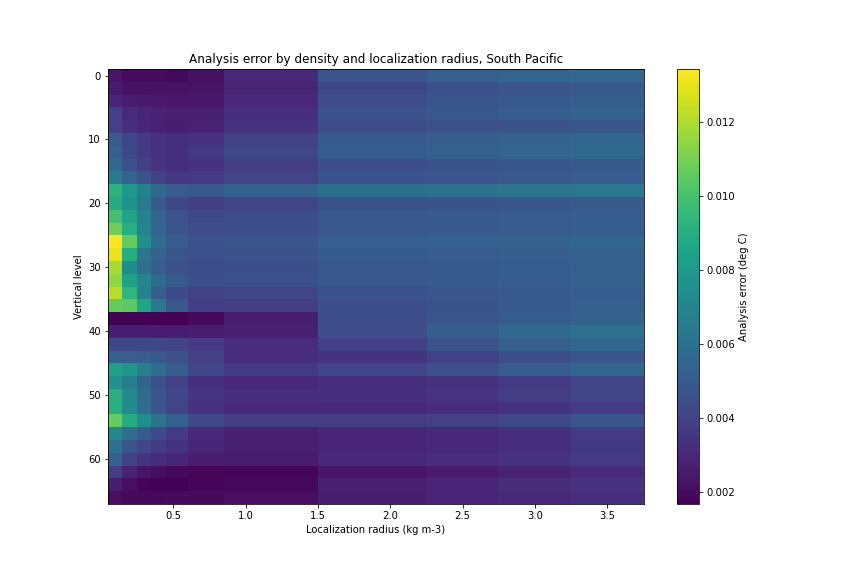 Analysis error by density and localization radius, South Pacific
0
10
20
30
40
50
60
Vertical level
0.5 1.0 1.5 2.0 2.5 3.0 3.5
Localization radius (kg m-3)
0.012
0.010
0.008
0.006
0.004
0.002
Analysis error (deg C)